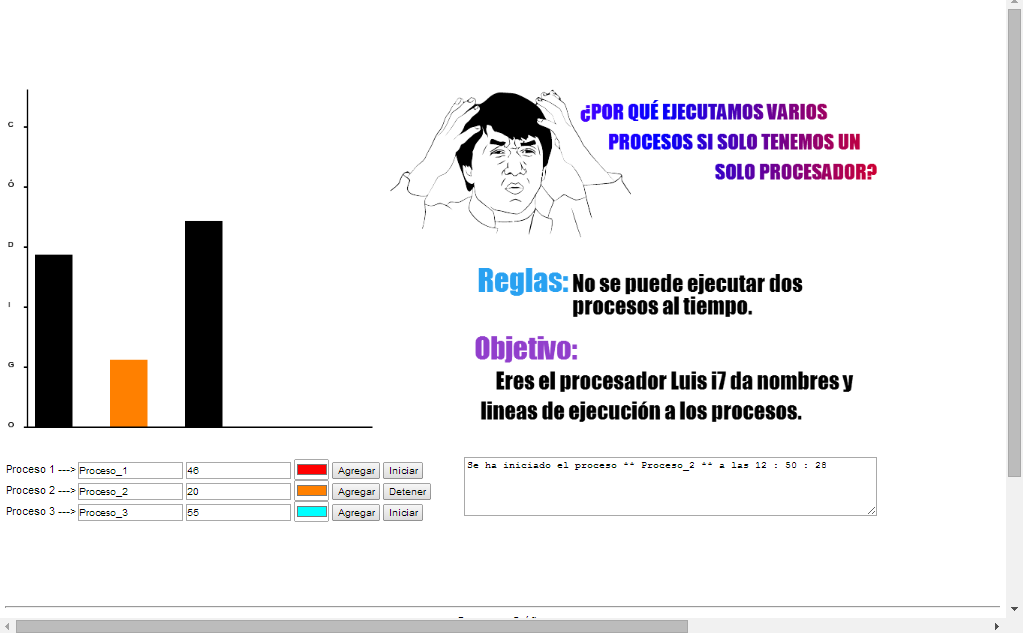 ¿POR QUÉ EJECUTAMOS VARIOS
PROCESOS SI SOLO TENEMOS UN
SOLO PROCESADOR?
C
Ó
D
I
G
O
Reglas: No se puede ejecutar dos
procesos al tiempo.
Objetivo:
Eres el procesador Luis i7 da nombres y
lineas de ejecución a los procesos.
Proceso 1 ---> Proceso_1 46 Agregar Iniciar
Proceso 2 ---> Proceso_2 20 Agregar Detener
Proceso 3 ---> Proceso_3 55 Agregar Iniciar
Se ha iniciado el proceso ** Proceso_2 ** a las 12 : 50 : 28